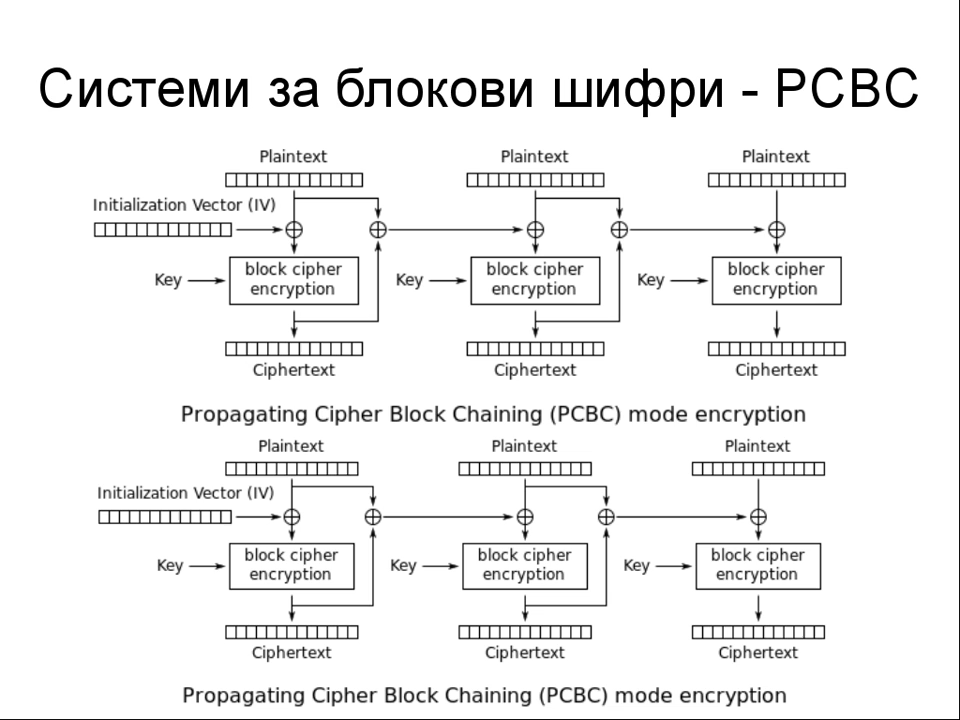 Системи за блокови шифри - PCBC
Plaintext Plaintext Plaintext
Initialization Vector (IV)
Key block cipher encryption Key block cipher encryption Key block cipher encryption
Ciphertext Ciphertext Ciphertext
Propagating Cipher Block Chaining (PCBC) mode encryption
Plaintext Plaintext Plaintext
Initialization Vector (IV)
Key block cipher encryption Key block cipher encryption Key block cipher encryption
Ciphertext Ciphertext Ciphertext
Propagating Cipher Block Chaining (PCBC) mode encryption